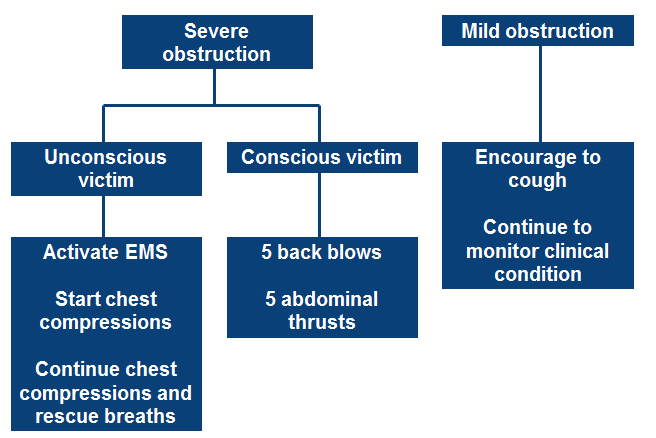 Severe
obstruction
Mild obstruction
Unconscious
victim
Conscious victim
Encourage to
cough
Continue to
monitor clinical
condition
Activate EMS
Start chest
compressions
Continue chest
compressions and
rescue breaths
5 back blows
5 abdominal
thrusts